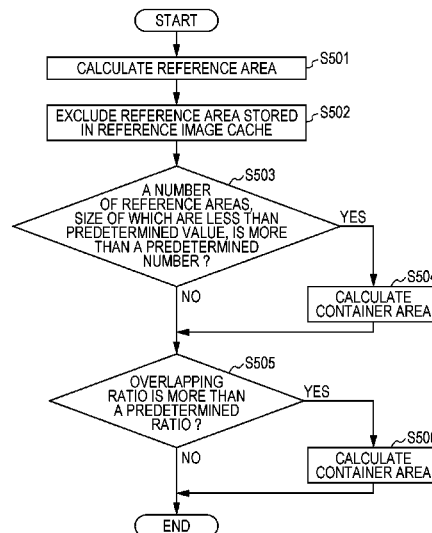 START
CALCULATE REFERENCE AREA
S501
EXCLUDE REFERENCE AREA STORED
IN REFERENCE IMAGE CACHE
S502
S503
A NUMBER
OF REFERENCE AREAS,
SIZE OF WHICH ARE LESS THAN
PREDETERMINED VALUE, IS MORE
THAN A PREDETERMINED
NUMBER ?
YES
NO
S504
CALCULATE
CONTAINER AREA
S505
OVERLAPPING
RATIO IS MORE THAN
A PREDETERMINED
RATIO ?
YES
NO
CALCULATE
CONTAINER AREA
END